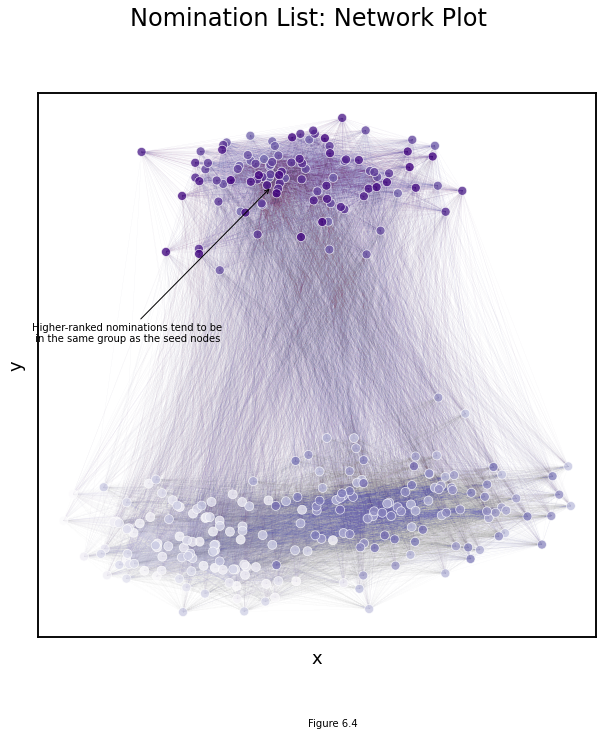 Nomination List: Network Plot
Higher-ranked nominations tend to be
in the same group as the seed nodes
y
x
Figure 6.4